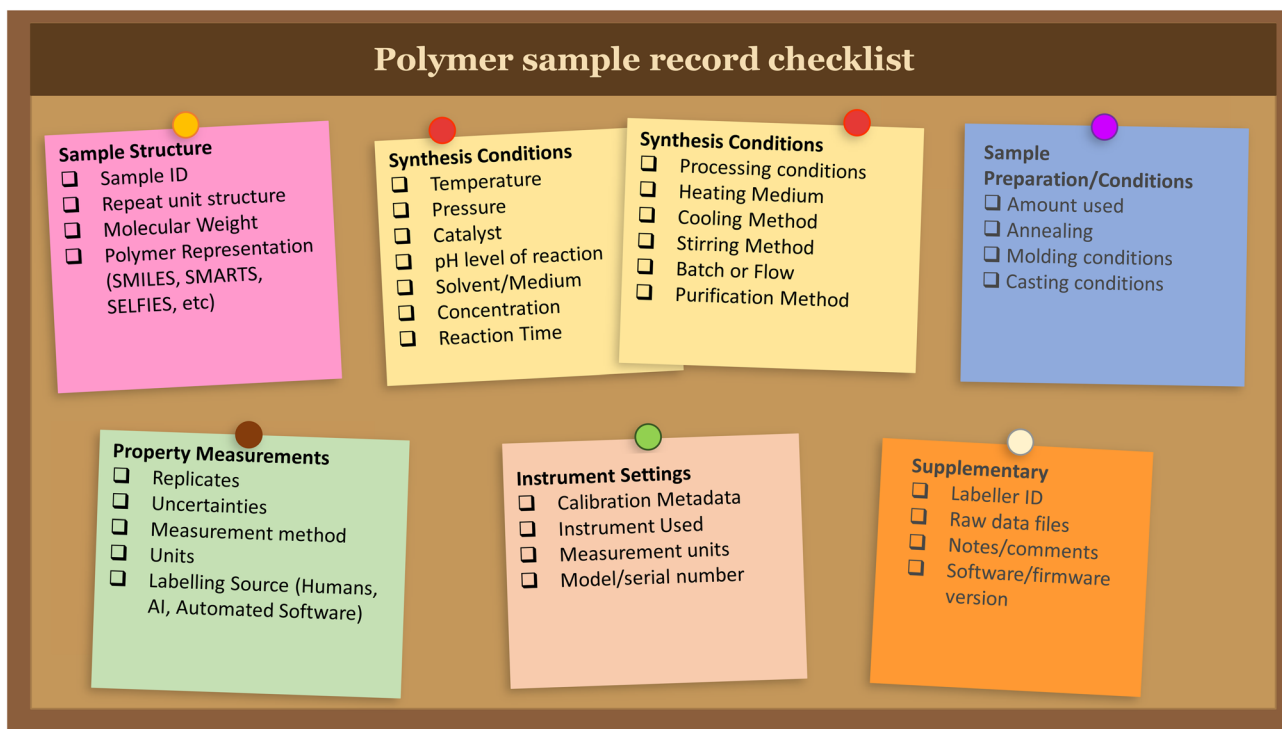 Polymer sample record checklist
Sample Structure
Sample ID
Repeat unit structure
Molecular Weight
Polymer Representation
(SMILES, SMARTS,
SELFIES, etc)
Synthesis Conditions
Temperature
Pressure
Catalyst
pH level of reaction
Solvent/Medium
Concentration
Reaction Time
Synthesis Conditions
Processing conditions
Heating Medium
Cooling Method
Stirring Method
Batch or Flow
Purification Method
Sample
Preparation/Conditions
Amount used
Annealing
Molding conditions
Casting conditions
Property Measurements
Replicates
Uncertainties
Measurement method
Units
Labelling Source (Humans,
AI, Automated Software)
Instrument Settings
Calibration Metadata
Instrument Used
Measurement units
Model/serial number
Supplementary
Labeller ID
Raw data files
Notes/comments
Software/firmware
version